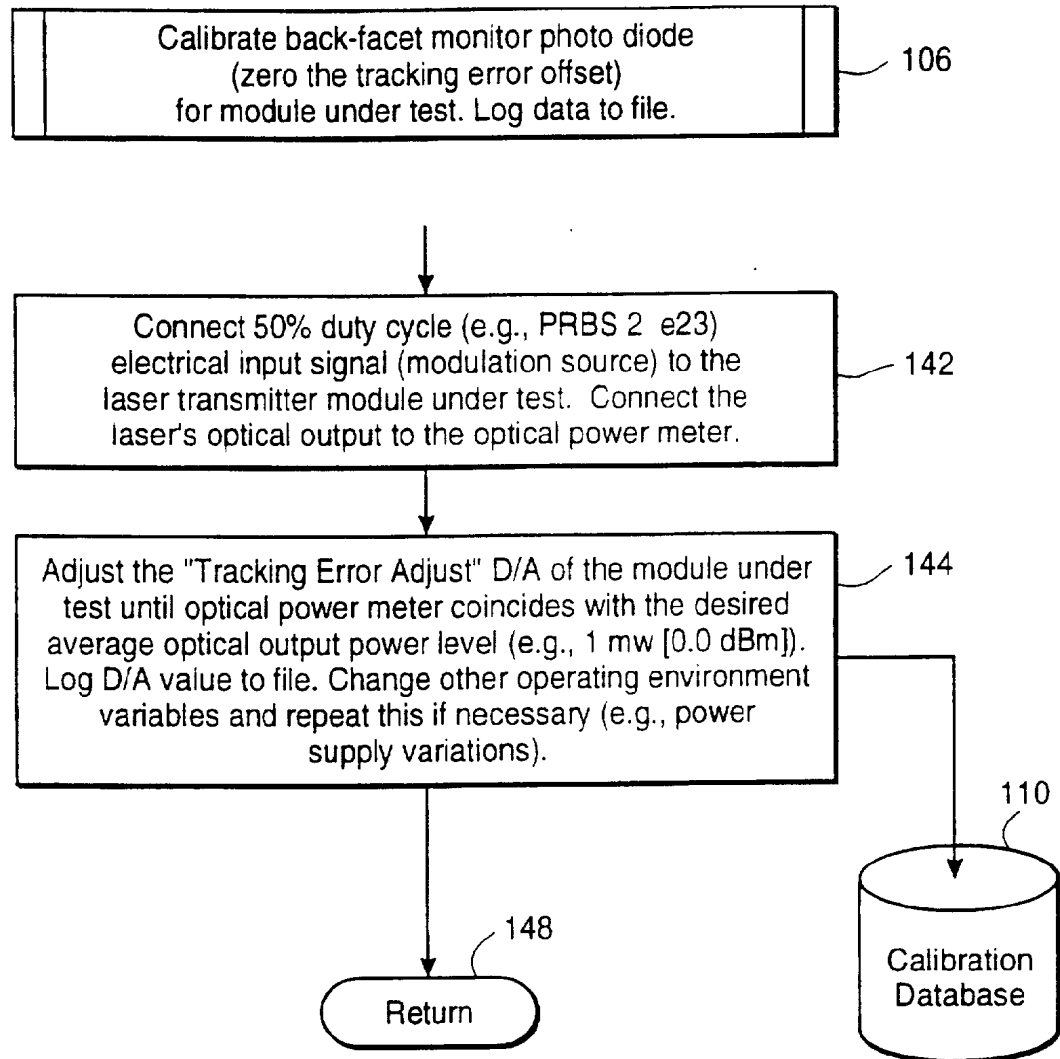 Calibrate back-facet monitor photo diode
(zero the tracking error offset)
for module under test. Log data to file.
106
Connect 50% duty cycle (e.g., PRBS 2 e23)
electrical input signal (modulation source) to the
laser transmitter module under test. Connect the
laser's optical output to the optical power meter.
142
Adjust the "Tracking Error Adjust" D/A of the module under
test until optical power meter coincides with the desired
average optical output power level (e.g., 1 mw [0.0 dBm]).
Log D/A value to file. Change other operating environment
variables and repeat this if necessary (e.g., power
supply variations).
144
110
Calibration
Database
148
Return